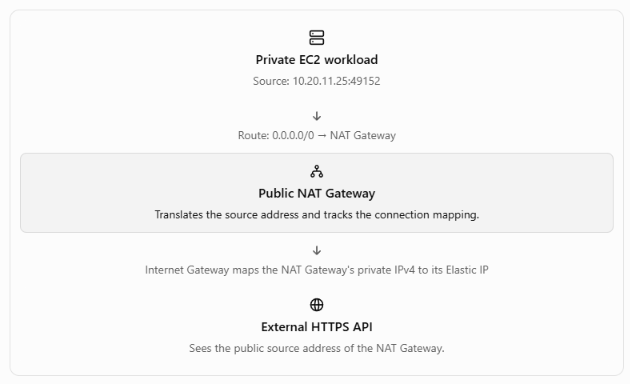 Private EC2 workload
Source: 10.20.11.25:49152
Route: 0.0.0.0/0 → NAT Gateway
Public NAT Gateway
Translates the source address and tracks the connection mapping.
Internet Gateway maps the NAT Gateway's private IPv4 to its Elastic IP
External HTTPS API
Sees the public source address of the NAT Gateway.